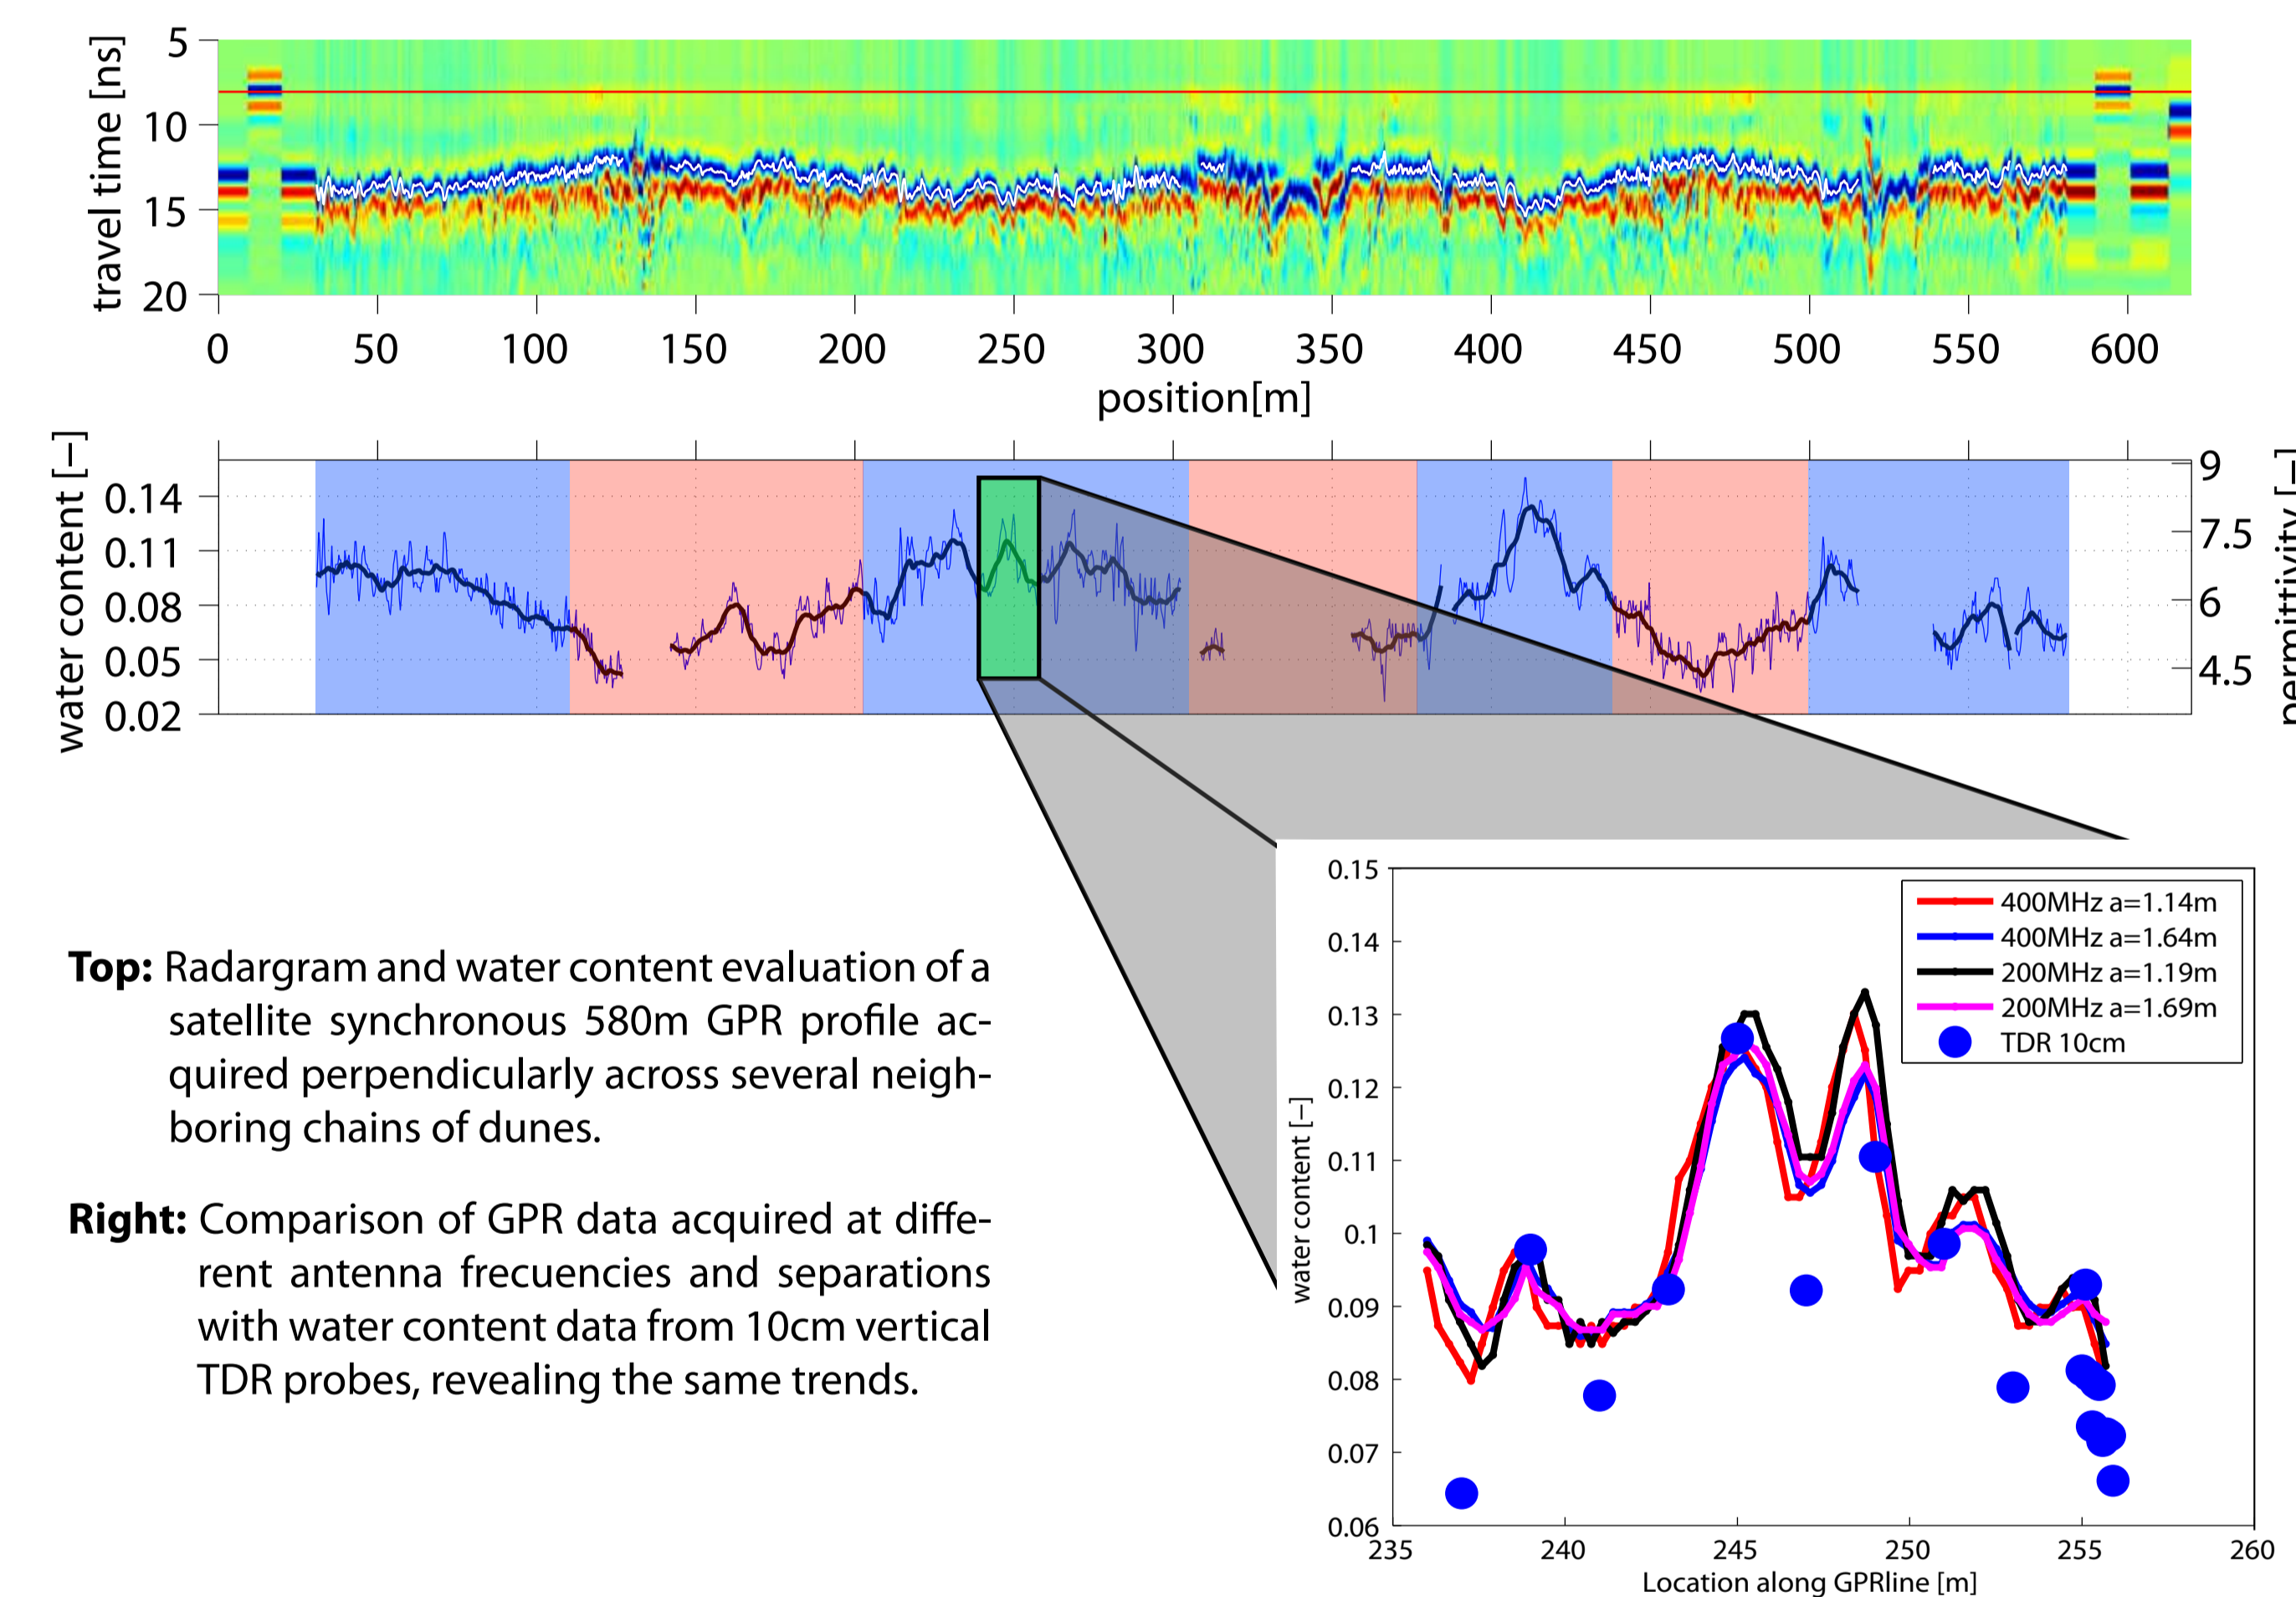 travel time [ns]
5
10
15
20
0 50 100 150 200 250 300 350 400 450 500 550 600
position[m]
water content [−]
0.14
0.11
0.08
0.05
0.02
9
7.5
6
4.5
permittivity [−]
Top: Radargram and water content evaluation of a
satellite synchronous 580m GPR profile ac-
quired perpendicularly across several neigh-
boring chains of dunes.
Right: Comparison of GPR data acquired at diffe-
rent antenna frecuencies and separations
with water content data from 10cm vertical
TDR probes, revealing the same trends.
water content [−]
0.15
0.14
0.13
0.12
0.11
0.1
0.09
0.08
0.07
0.06
400MHz a=1.14m
400MHz a=1.64m
200MHz a=1.19m
200MHz a=1.69m
TDR 10cm
235 240 245 250 255 260
Location along GPRline [m]